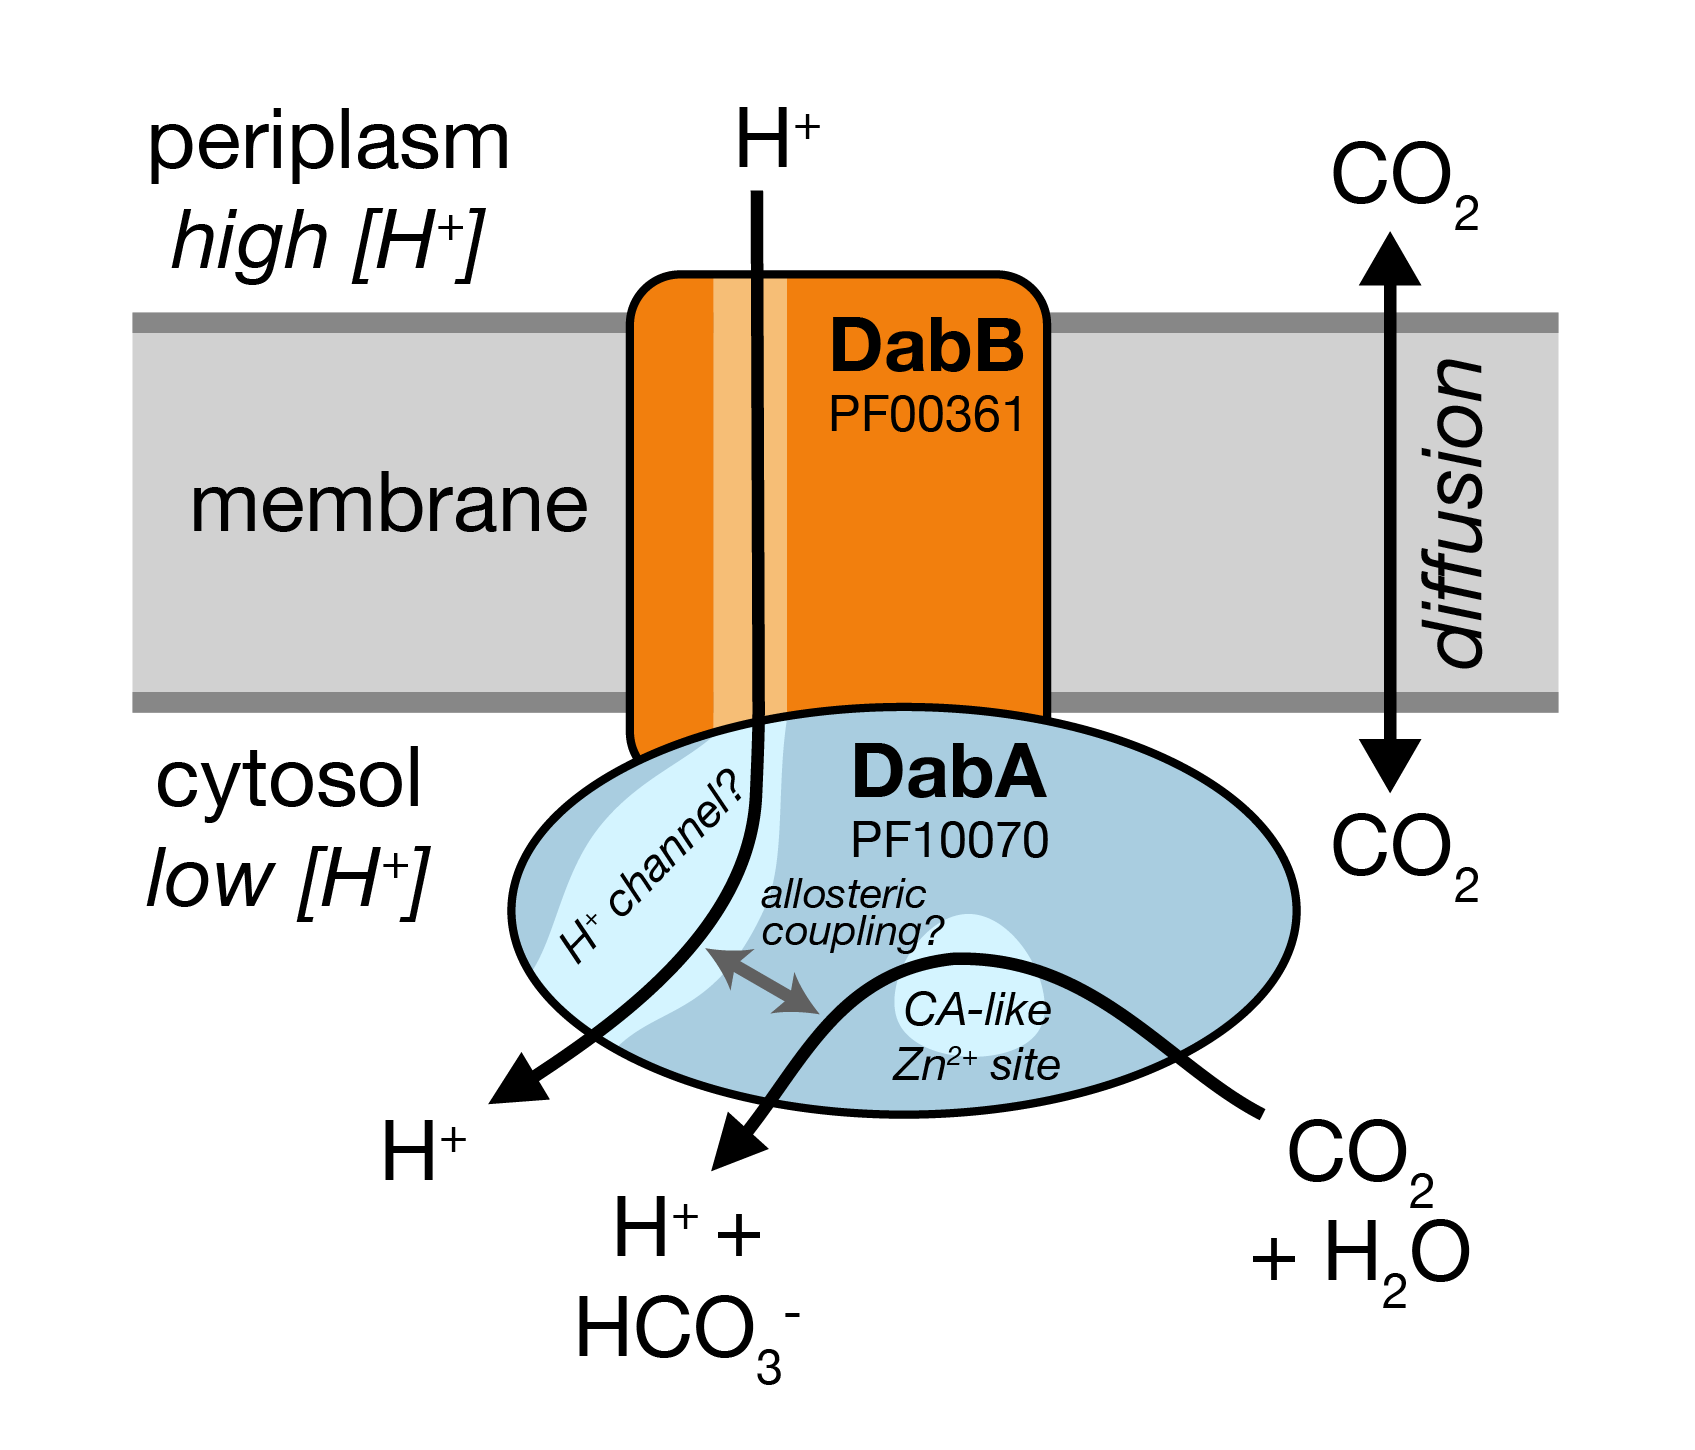 periplasm
high [H⁺]
H⁺
CO₂
DabB
PF00361
membrane
diffusion
cytosol
low [H⁺]
DabA
PF10070
CO₂
H⁺ channel?
allosteric
coupling?
CA-like
Zn²⁺ site
H⁺
H⁺ +
HCO₃⁻
CO₂
+ H₂O